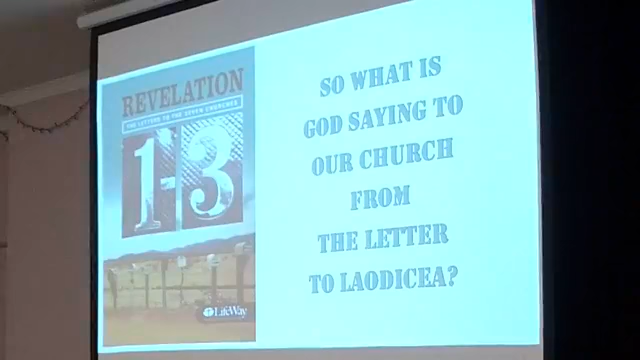 REVELATION
THE LETTERS TO THE SEVEN CHURCHES
1-3
LifeWay
SO WHAT IS
GOD SAYING TO
OUR CHURCH
FROM
THE LETTER
TO LAODICEA?